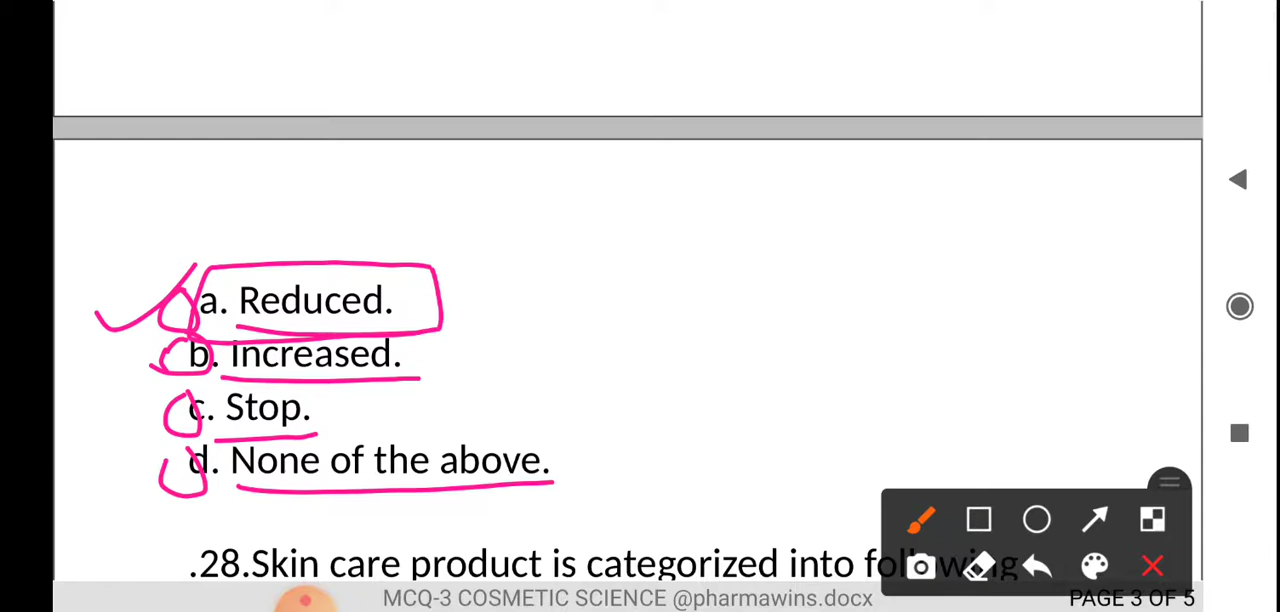 a. Reduced.
b. Increased.
c. Stop.
d. None of the above.
.28.Skin care product is categorized into following
MCQ-3 COSMETIC SCIENCE @pharmawins.docx
PAGE 3 OF 5